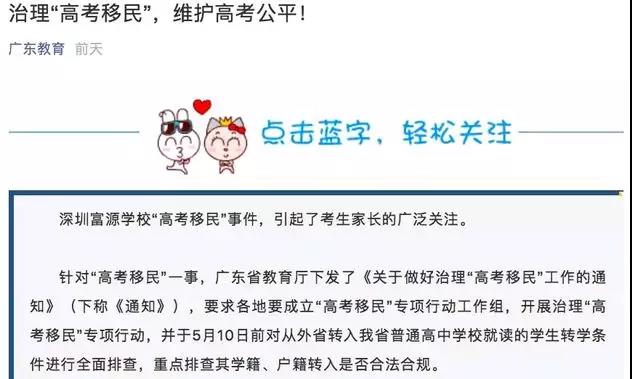 治理“高考移民”，维护高考公平！
广东教育 前天
点击蓝字，轻松关注
深圳富源学校“高考移民”事件，引起了考生家长的广泛关注。
针对“高考移民”一事，广东省教育厅下发了《关于做好治理“高考移民”工作的通
知》（下称《通知》），要求各地要成立“高考移民”专项行动工作组，开展治理“高
考移民”专项行动，并于5月10日前对从外省转入我省普通高中学校就读的学生转学条
件进行全面排查，重点排查其学籍、户籍转入是否合法合规。